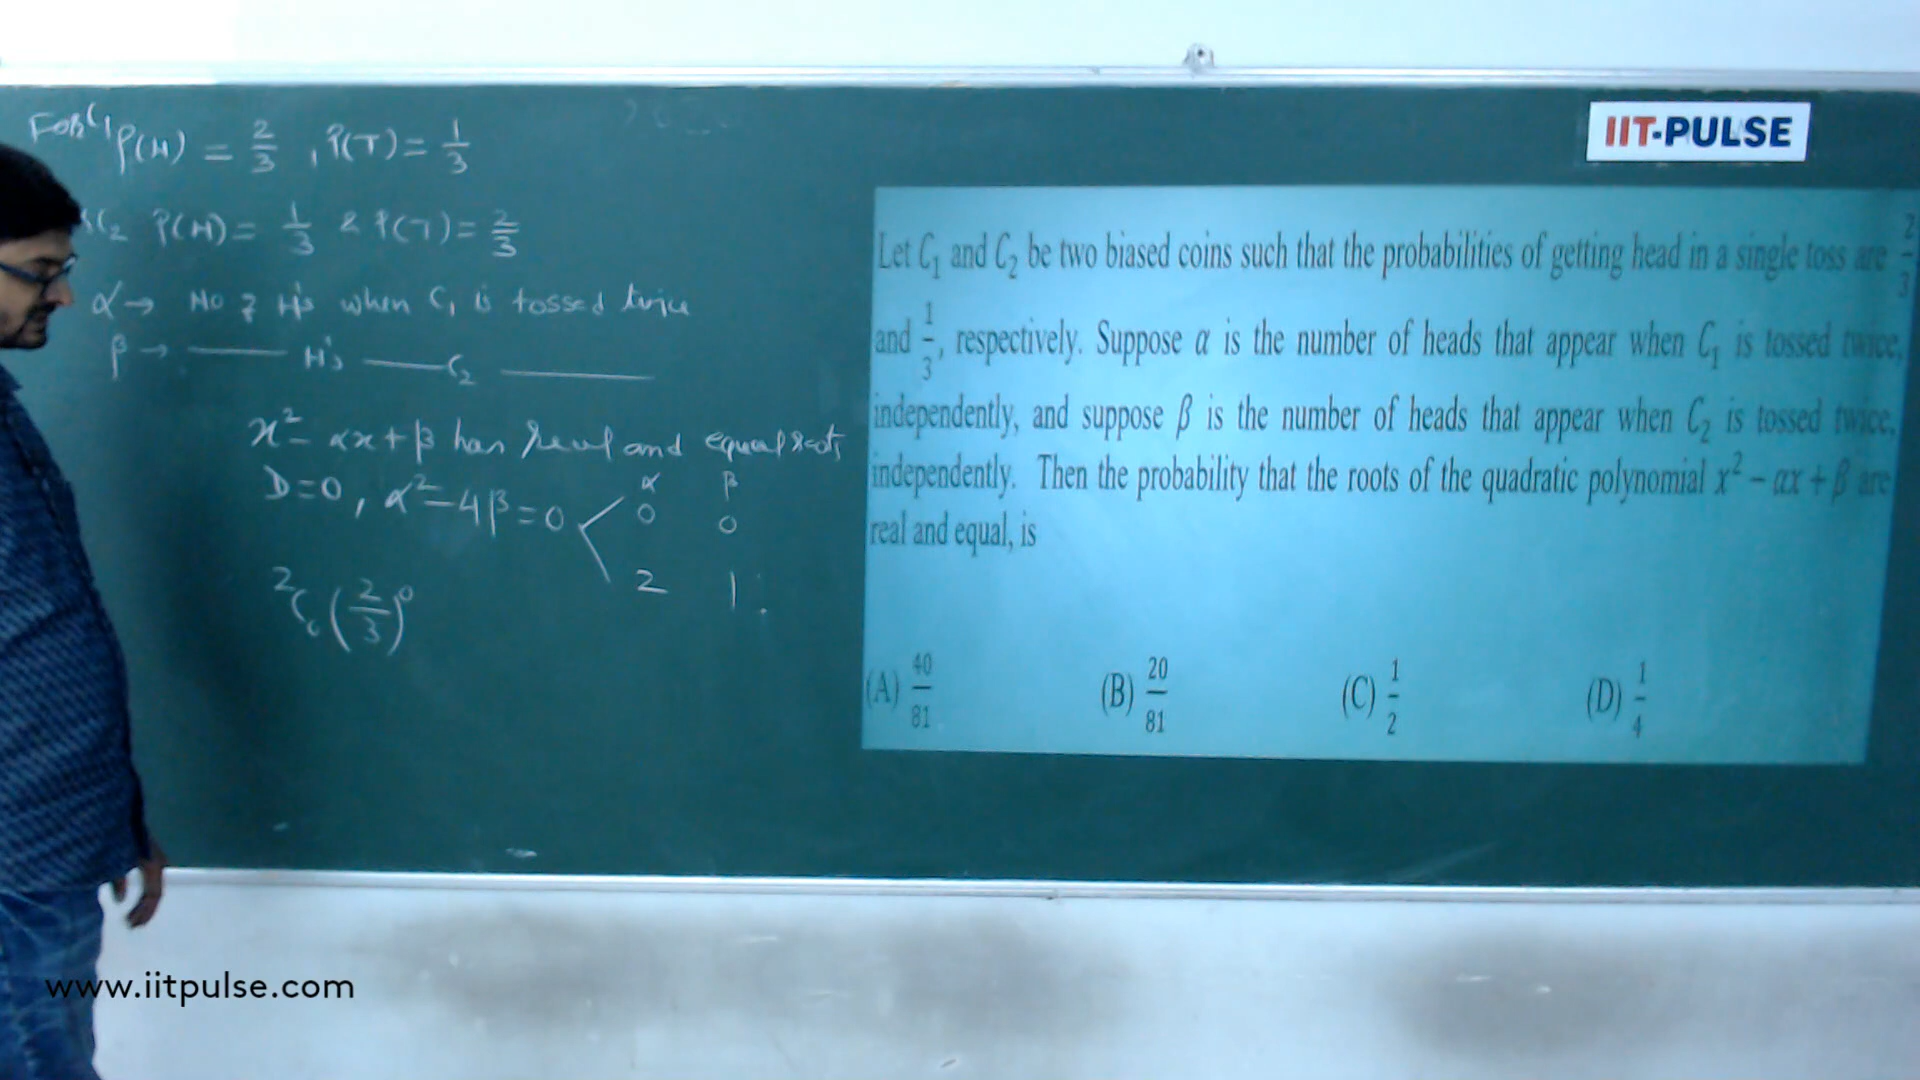 For C₁ P(H) = 2/3 , P(T) = 1/3
C₂ P(H) = 1/3 & P(T) = 2/3
α → No of H's when C₁ is tossed twice
β → —— H's —— C₂ ——
x² - αx + β has real and equal roots
D = 0 , α² - 4β = 0
α β
0 0
2 1
²C₀ (2/3)⁰
IIT-PULSE
Let C₁ and C₂ be two biased coins such that the probabilities of getting head in a single toss are 2/3
and 1/3, respectively. Suppose α is the number of heads that appear when C₁ is tossed twice,
independently, and suppose β is the number of heads that appear when C₂ is tossed twice,
independently. Then the probability that the roots of the quadratic polynomial x² − αx + β are
real and equal, is
(A) 40/81 (B) 20/81 (C) 1/2 (D) 1/4
www.iitpulse.com